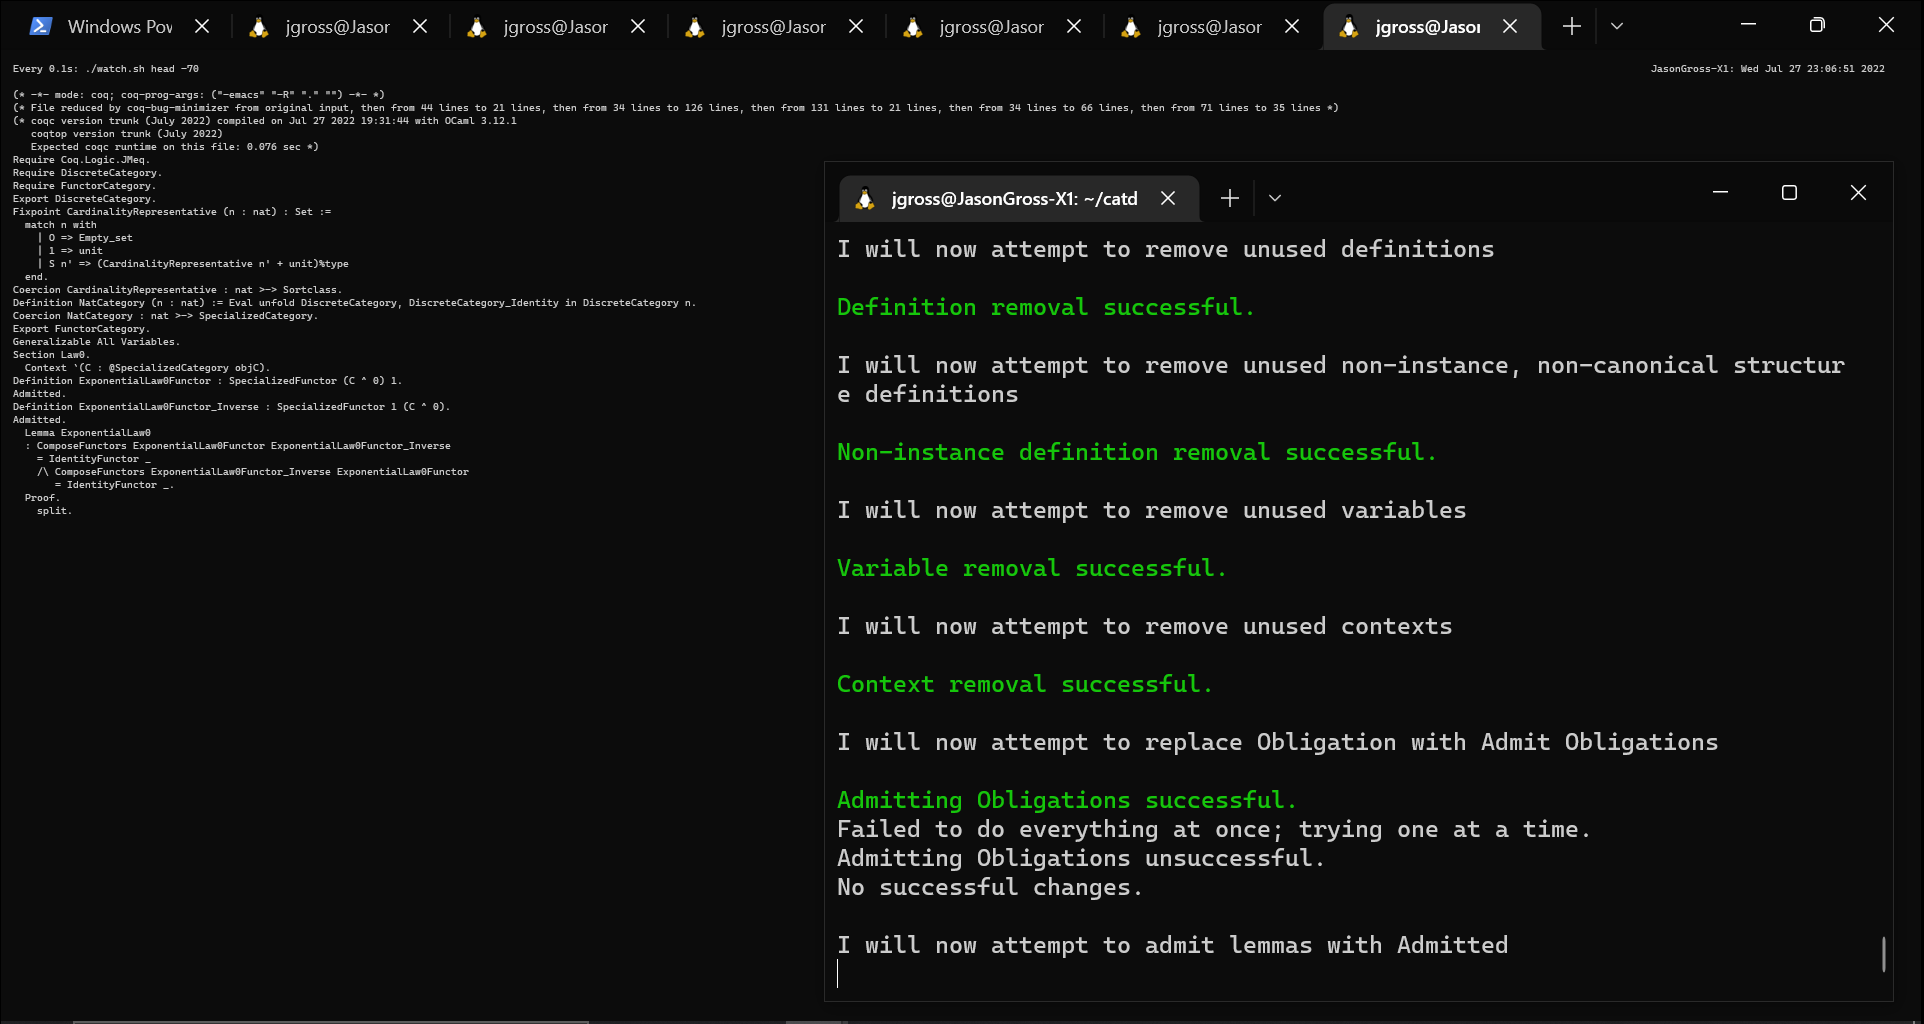 Windows Pov
jgross@Jasor
jgross@Jasor
jgross@Jasor
jgross@Jasor
jgross@Jasor
jgross@Jasor
Every 0.1s: ./watch.sh head -70
JasonGross-X1: Wed Jul 27 23:06:51 2022
(* -*- mode: coq; coq-prog-args: ("-emacs" "-R" "." "") -*- *)
(* File reduced by coq-bug-minimizer from original input, then from 44 lines to 21 lines, then from 34 lines to 126 lines, then from 131 lines to 21 lines, then from 34 lines to 66 lines, then from 71 lines to 35 lines *)
(* coqc version trunk (July 2022) compiled on Jul 27 2022 19:31:44 with OCaml 3.12.1
   coqtop version trunk (July 2022)
   Expected coqc runtime on this file: 0.076 sec *)
Require Coq.Logic.JMeq.
Require DiscreteCategory.
Require FunctorCategory.
Export DiscreteCategory.
Fixpoint CardinalityRepresentative (n : nat) : Set :=
  match n with
    | O => Empty_set
    | 1 => unit
    | S n' => (CardinalityRepresentative n' + unit)%type
  end.
Coercion CardinalityRepresentative : nat >-> Sortclass.
Definition NatCategory (n : nat) := Eval unfold DiscreteCategory, DiscreteCategory_Identity in DiscreteCategory n.
Coercion NatCategory : nat >-> SpecializedCategory.
Export FunctorCategory.
Generalizable All Variables.
Section Law0.
  Context `(C : @SpecializedCategory objC).
Definition ExponentialLaw0Functor : SpecializedFunctor (C ^ 0) 1.
Admitted.
Definition ExponentialLaw0Functor_Inverse : SpecializedFunctor 1 (C ^ 0).
Admitted.
  Lemma ExponentialLaw0
  : ComposeFunctors ExponentialLaw0Functor ExponentialLaw0Functor_Inverse
    = IdentityFunctor _
    /\ ComposeFunctors ExponentialLaw0Functor_Inverse ExponentialLaw0Functor
       = IdentityFunctor _.
  Proof.
    split.
jgross@JasonGross-X1: ~/catd
I will now attempt to remove unused definitions
Definition removal successful.
I will now attempt to remove unused non-instance, non-canonical structur
e definitions
Non-instance definition removal successful.
I will now attempt to remove unused variables
Variable removal successful.
I will now attempt to remove unused contexts
Context removal successful.
I will now attempt to replace Obligation with Admit Obligations
Admitting Obligations successful.
Failed to do everything at once; trying one at a time.
Admitting Obligations unsuccessful.
No successful changes.
I will now attempt to admit lemmas with Admitted